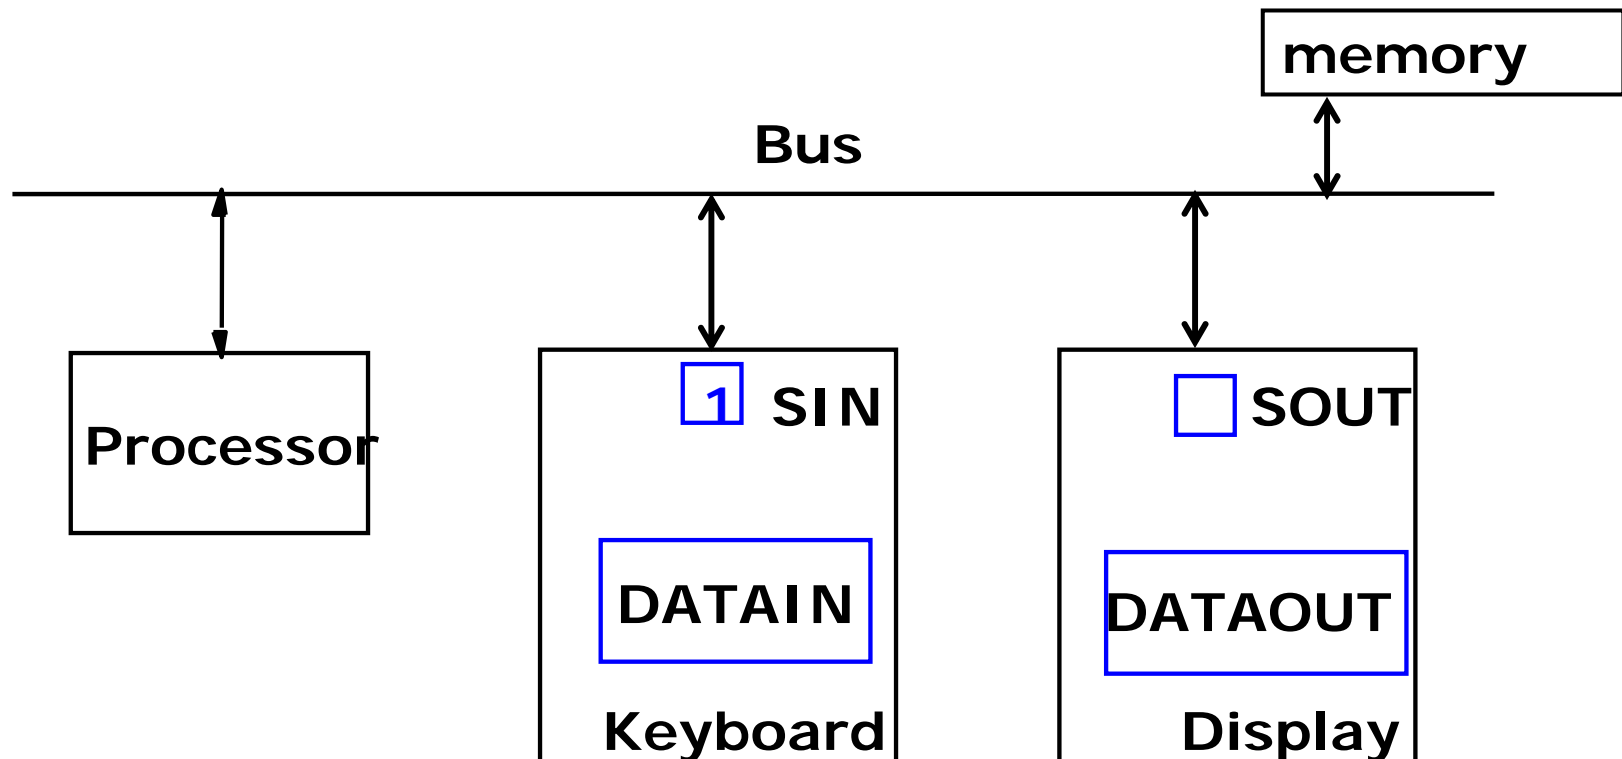 memory
Bus
1 SIN
SOUT
Processor
DATAIN
DATAOUT
Keyboard
Display